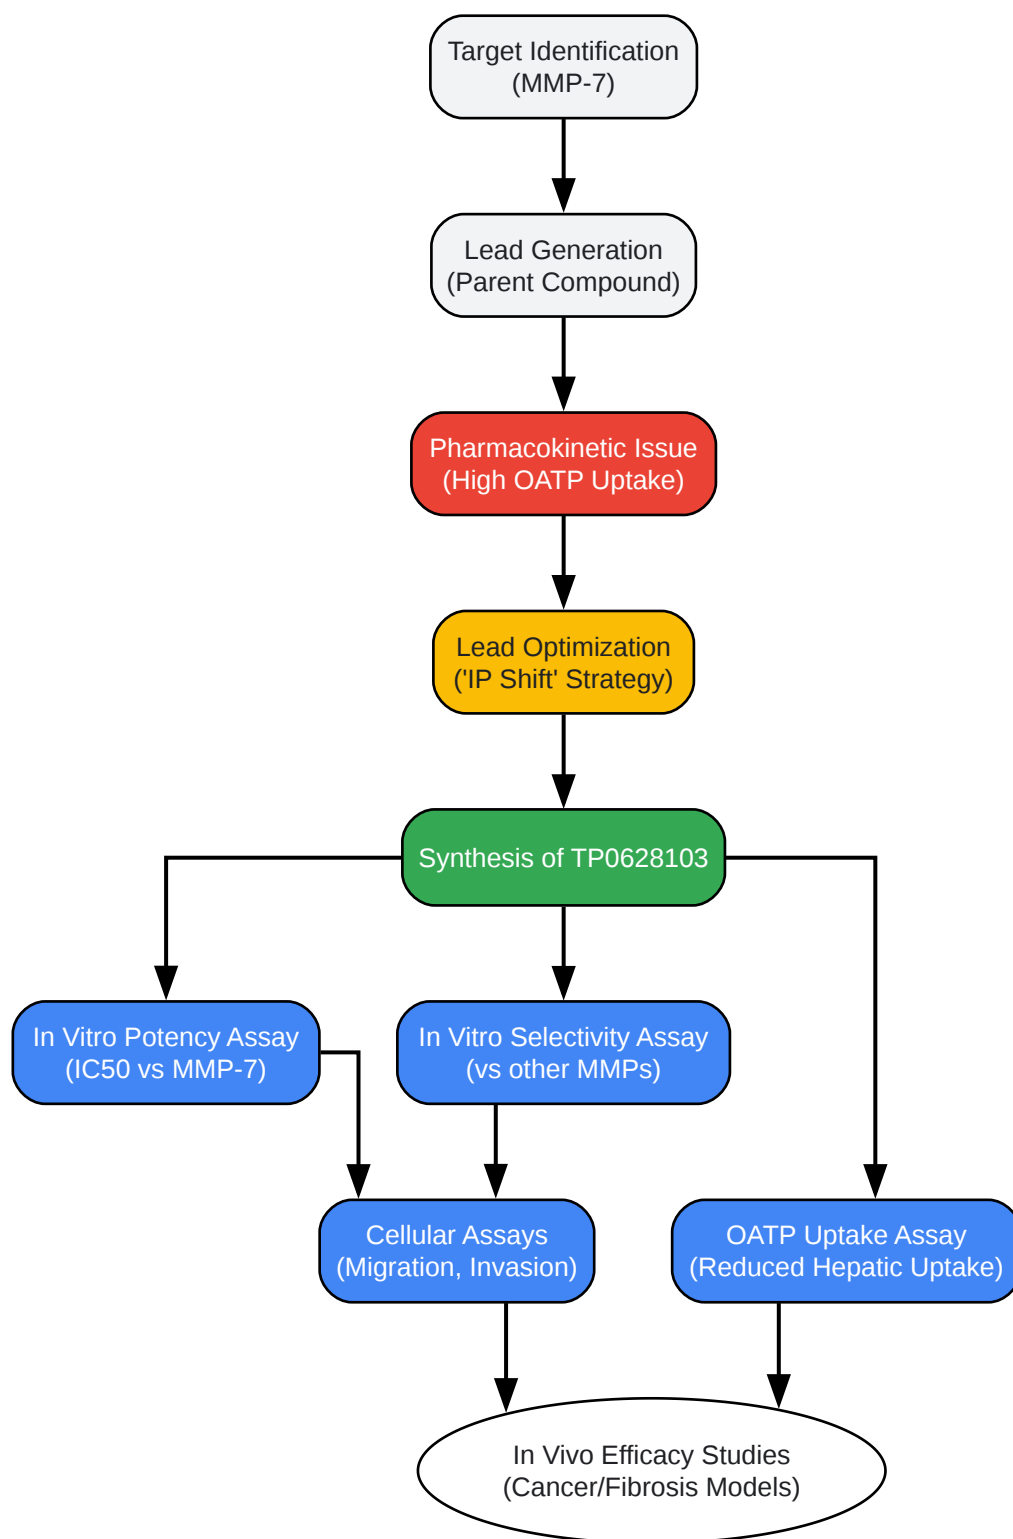 Target Identification
(MMP-7)
Lead Generation
(Parent Compound)
Pharmacokinetic Issue
(High OATP Uptake)
Lead Optimization
('IP Shift' Strategy)
Synthesis of TP0628103
In Vitro Potency Assay
(IC50 vs MMP-7)
In Vitro Selectivity Assay
(vs other MMPs)
Cellular Assays
(Migration, Invasion)
OATP Uptake Assay
(Reduced Hepatic Uptake)
In Vivo Efficacy Studies
(Cancer/Fibrosis Models)